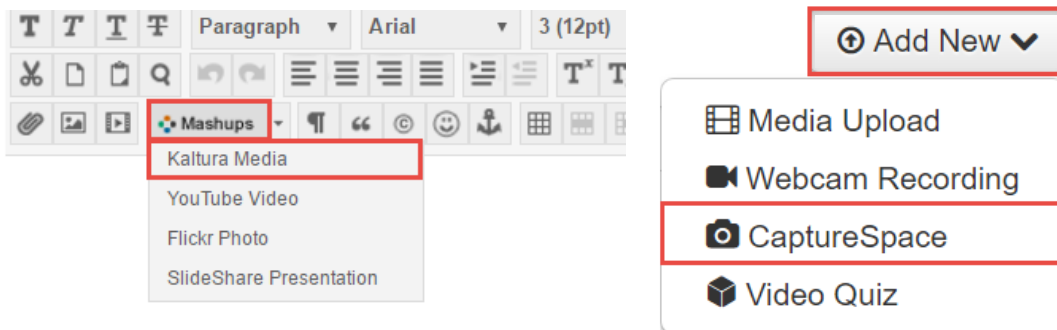 T T T T Paragraph Arial 3 (12pt)
T× T
Mashups ¶ “ ©
Kaltura Media
YouTube Video
Flickr Photo
SlideShare Presentation
Add New
Media Upload
Webcam Recording
CaptureSpace
Video Quiz